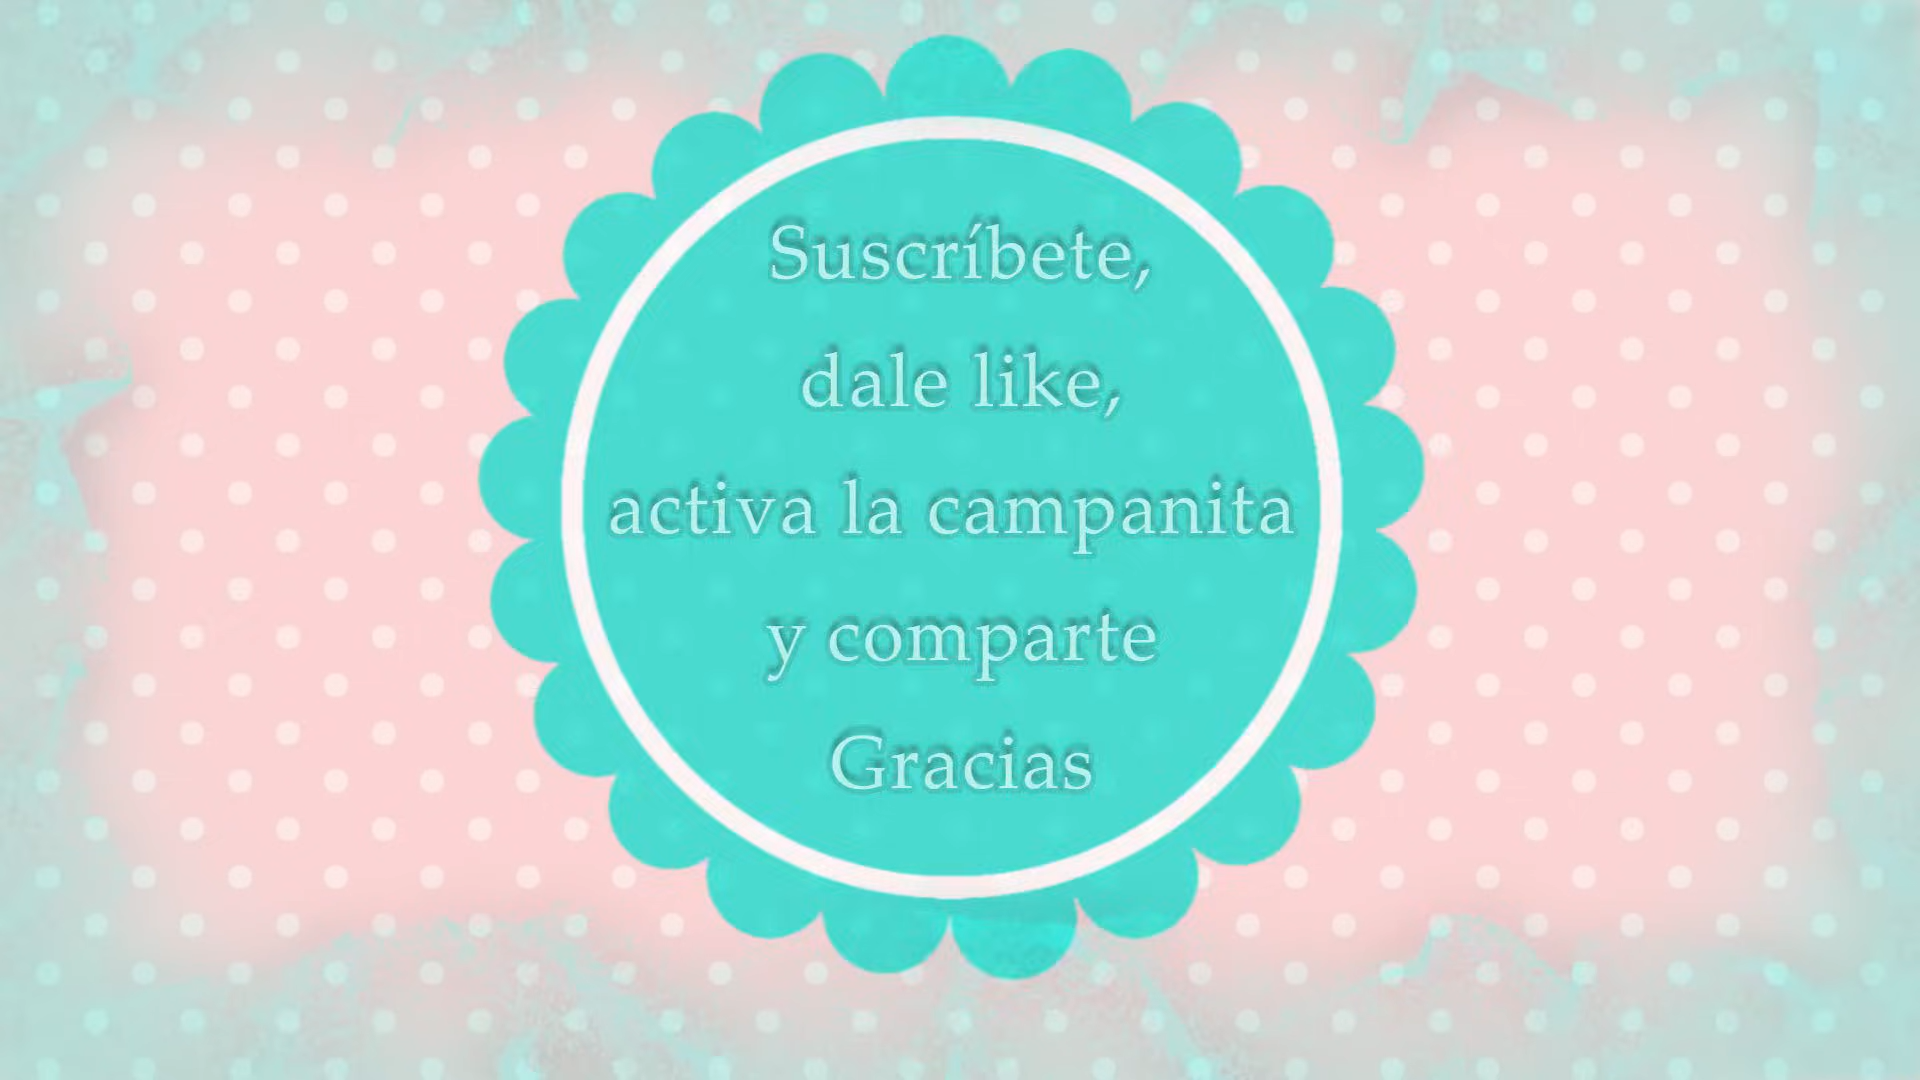 Suscríbete,
dale like,
activa la campanita
y comparte
Gracias